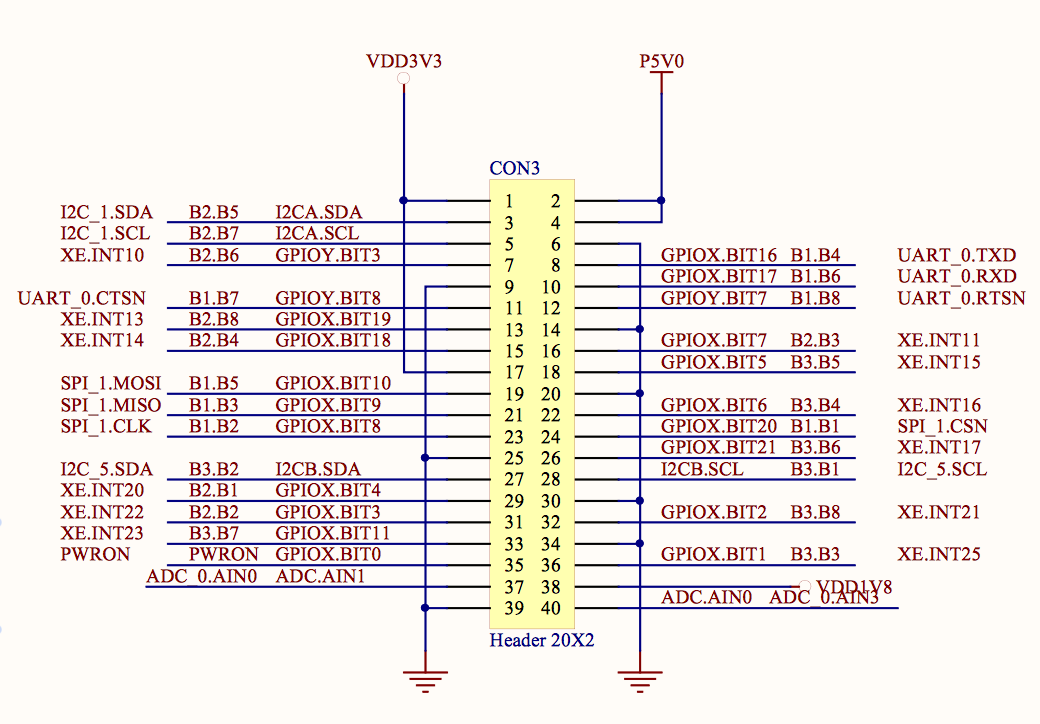 VDD3V3 P5V0
CON3
1 2
I2C_1.SDA B2.B5 I2CA.SDA 3 4
I2C_1.SCL B2.B7 I2CA.SCL 5 6
XE.INT10 B2.B6 GPIOY.BIT3 7 8 GPIOX.BIT16 B1.B4 UART_0.TXD
9 10 GPIOX.BIT17 B1.B6 UART_0.RXD
UART_0.CTSN B1.B7 GPIOY.BIT8 11 12 GPIOY.BIT7 B1.B8 UART_0.RTSN
XE.INT13 B2.B8 GPIOX.BIT19 13 14
XE.INT14 B2.B4 GPIOX.BIT18 15 16 GPIOX.BIT7 B2.B3 XE.INT11
17 18 GPIOX.BIT5 B3.B5 XE.INT15
SPI_1.MOSI B1.B5 GPIOX.BIT10 19 20
SPI_1.MISO B1.B3 GPIOX.BIT9 21 22 GPIOX.BIT6 B3.B4 XE.INT16
SPI_1.CLK B1.B2 GPIOX.BIT8 23 24 GPIOX.BIT20 B1.B1 SPI_1.CSN
25 26 GPIOX.BIT21 B3.B6 XE.INT17
I2C_5.SDA B3.B2 I2CB.SDA 27 28 I2CB.SCL B3.B1 I2C_5.SCL
XE.INT20 B2.B1 GPIOX.BIT4 29 30
XE.INT22 B2.B2 GPIOX.BIT3 31 32 GPIOX.BIT2 B3.B8 XE.INT21
XE.INT23 B3.B7 GPIOX.BIT11 33 34
PWRON PWRON GPIOX.BIT0 35 36 GPIOX.BIT1 B3.B3 XE.INT25
ADC_0.AIN0 ADC.AIN1 37 38 VDD1V8
39 40 ADC.AIN0 ADC_0.AIN3
Header 20X2